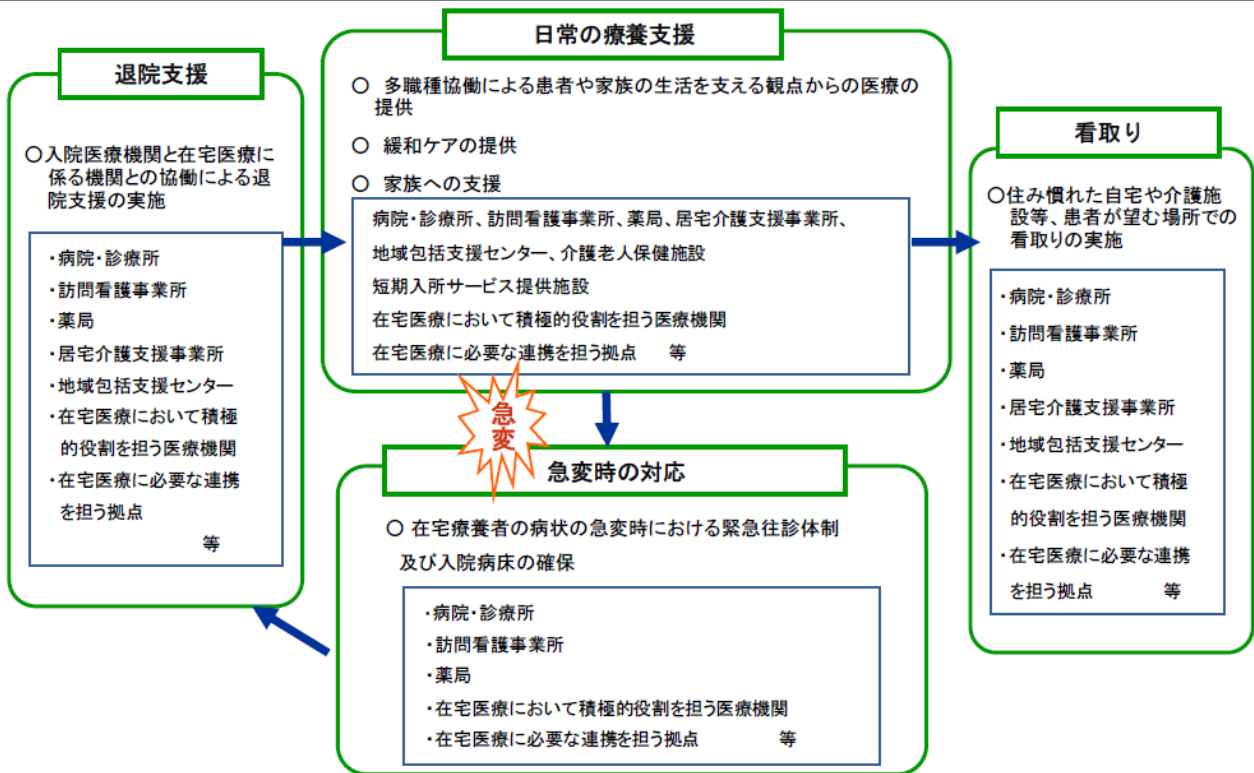 退院支援
○入院医療機関と在宅医療に
係る機関との協働による退
院支援の実施
・病院・診療所
・訪問看護事業所
・薬局
・居宅介護支援事業所
・地域包括支援センター
・在宅医療において積極
的役割を担う医療機関
・在宅医療に必要な連携
を担う拠点
等
日常の療養支援
○ 多職種協働による患者や家族の生活を支える観点からの医療の
提供
○ 緩和ケアの提供
○ 家族への支援
病院・診療所、訪問看護事業所、薬局、居宅介護支援事業所、
地域包括支援センター、介護老人保健施設
短期入所サービス提供施設
在宅医療において積極的役割を担う医療機関
在宅医療に必要な連携を担う拠点 等
急変
急変時の対応
○ 在宅療養者の病状の急変時における緊急往診体制
及び入院病床の確保
・病院・診療所
・訪問看護事業所
・薬局
・在宅医療において積極的役割を担う医療機関
・在宅医療に必要な連携を担う拠点 等
看取り
○住み慣れた自宅や介護施
設等、患者が望む場所での
看取りの実施
・病院・診療所
・訪問看護事業所
・薬局
・居宅介護支援事業所
・地域包括支援センター
・在宅医療において積極
的役割を担う医療機関
・在宅医療に必要な連携
を担う拠点 等